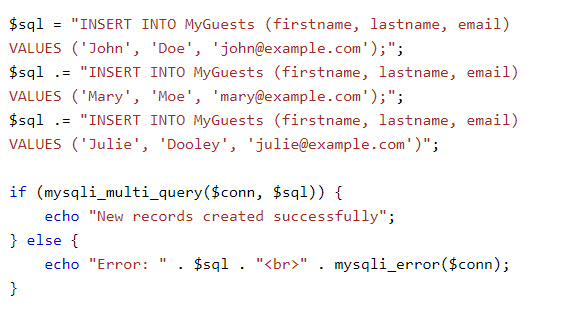 $sql = "INSERT INTO MyGuests (firstname, lastname, email)
VALUES ('John', 'Doe', 'john@example.com');";
$sql .= "INSERT INTO MyGuests (firstname, lastname, email)
VALUES ('Mary', 'Moe', 'mary@example.com');";
$sql .= "INSERT INTO MyGuests (firstname, lastname, email)
VALUES ('Julie', 'Dooley', 'julie@example.com')";

if (mysqli_multi_query($conn, $sql)) {
    echo "New records created successfully";
} else {
    echo "Error: " . $sql . "<br>" . mysqli_error($conn);
}